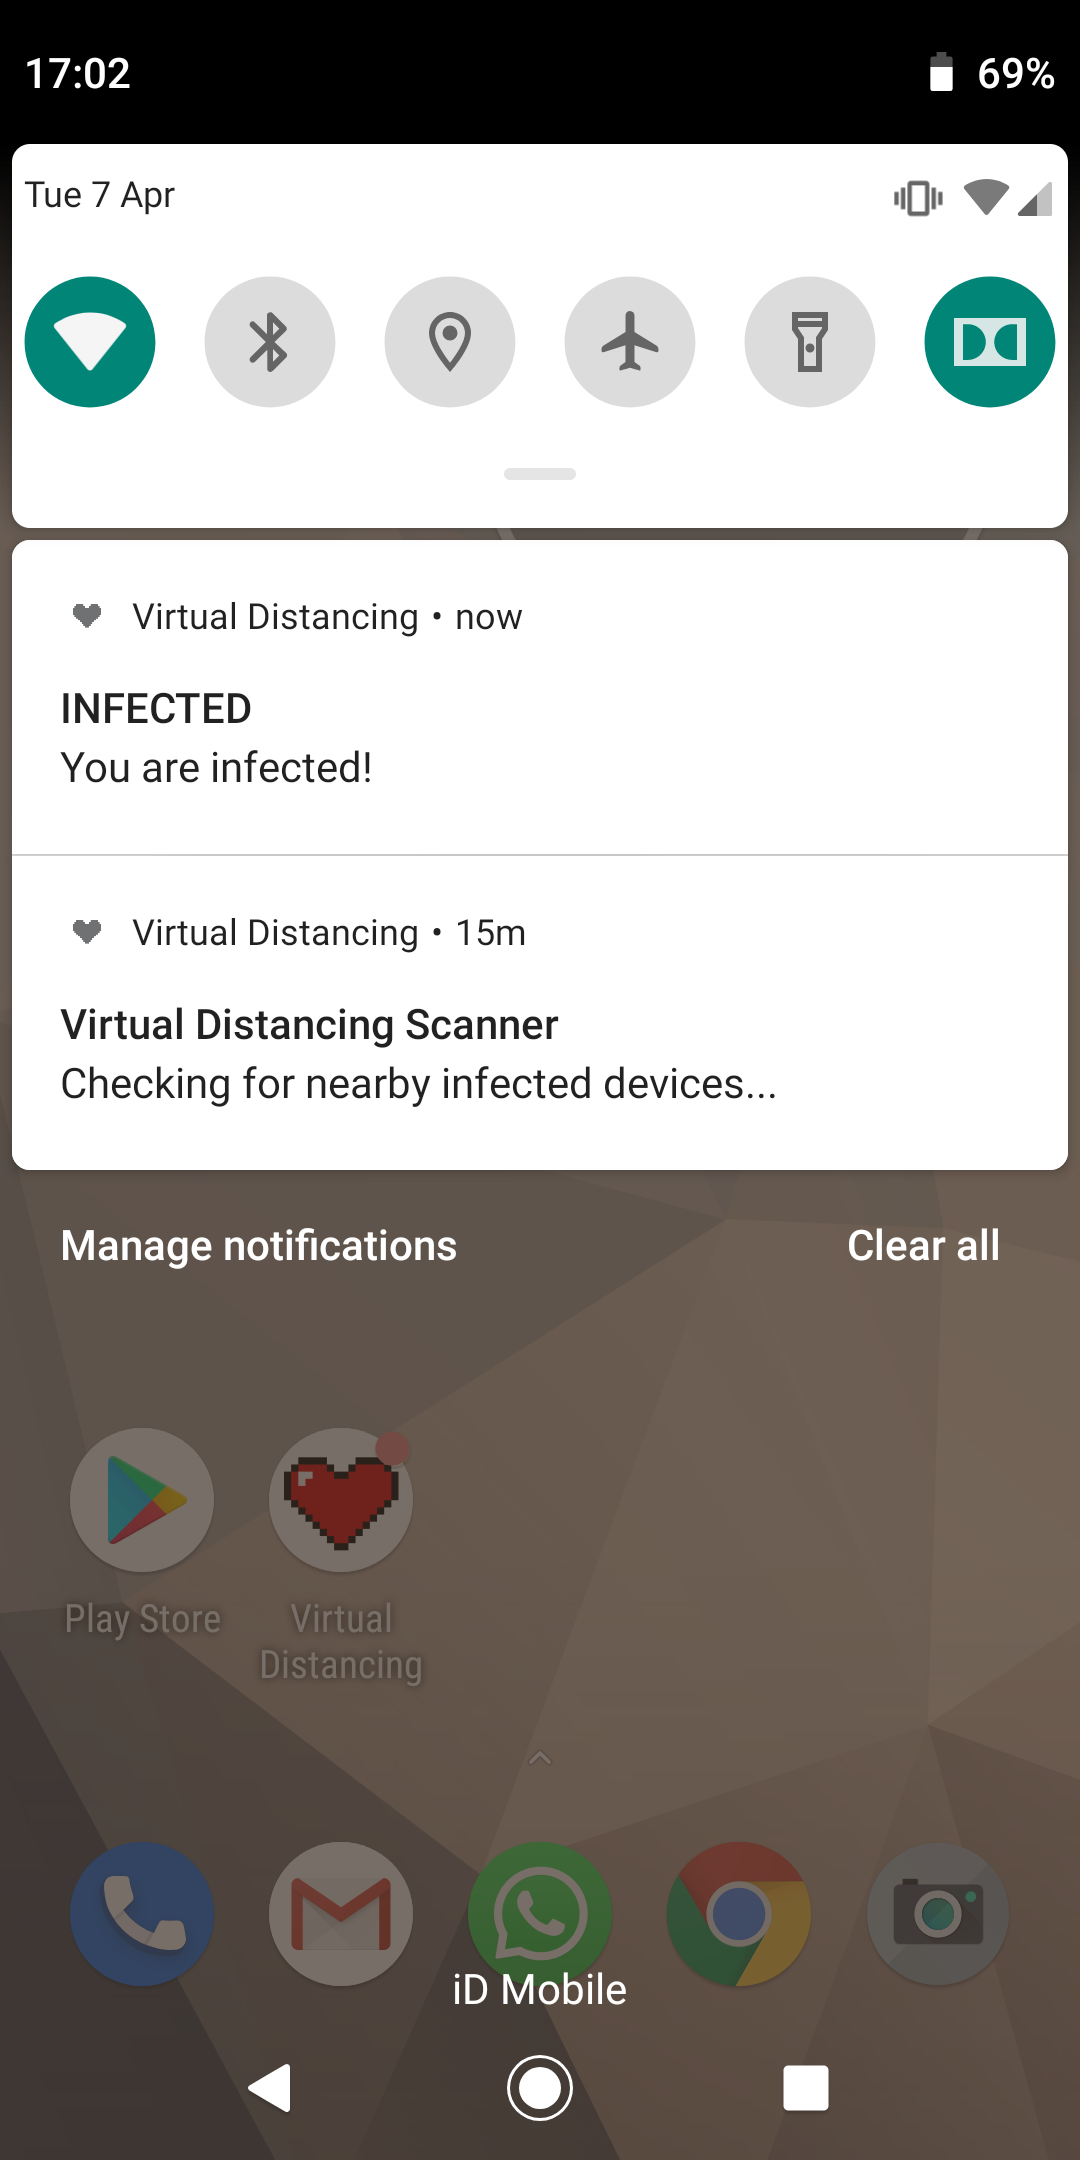 17:02
69%
Tue 7 Apr
Virtual Distancing • now
INFECTED
You are infected!
Virtual Distancing • 15m
Virtual Distancing Scanner
Checking for nearby infected devices...
Manage notifications
Clear all
Play Store
Virtual
Distancing
iD Mobile